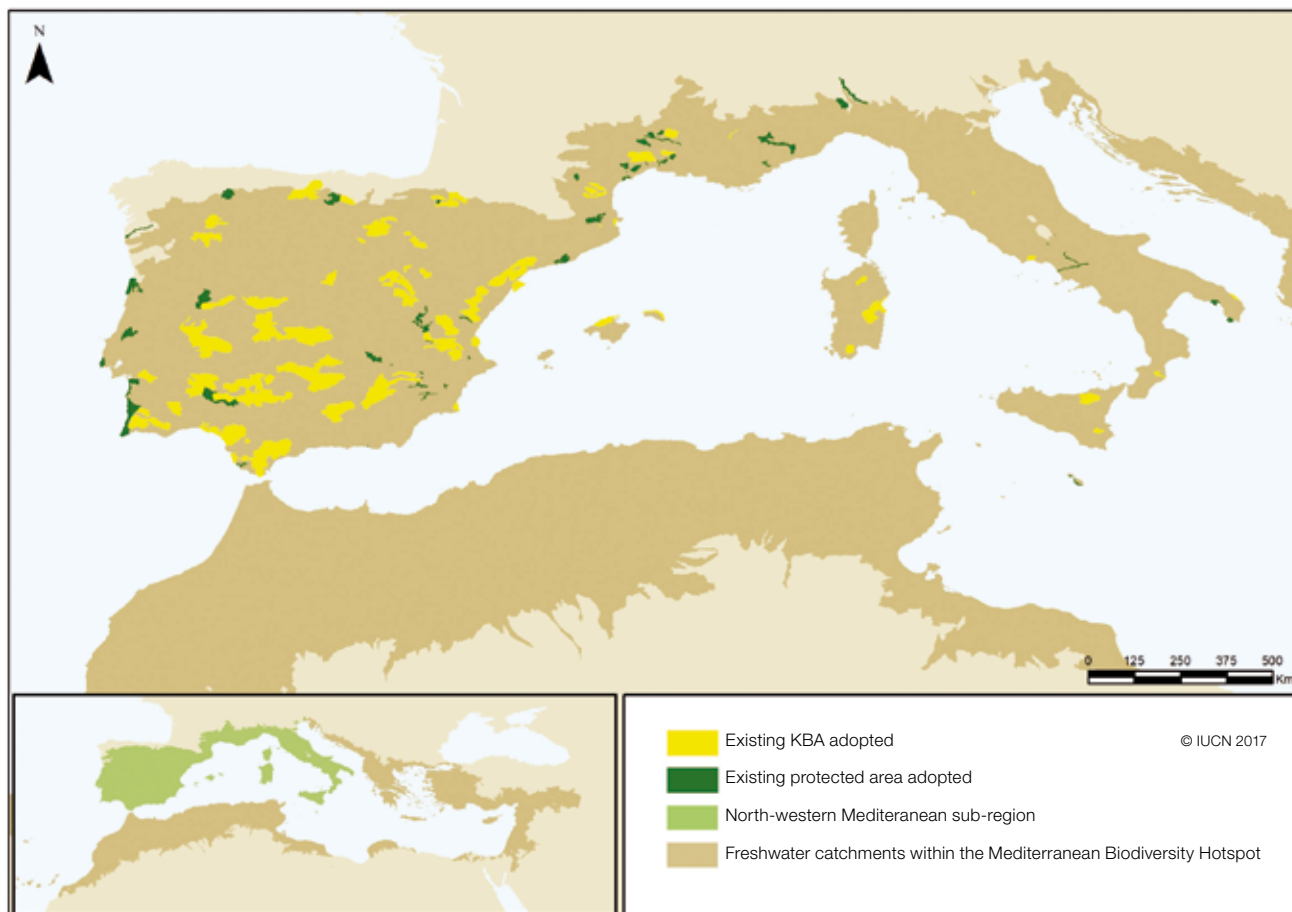 N
0 125 250 375 500
Km
Existing KBA adopted
© IUCN 2017
Existing protected area adopted
North-western Mediteranean sub-region
Freshwater catchments within the Mediterranean Biodiversity Hotspot